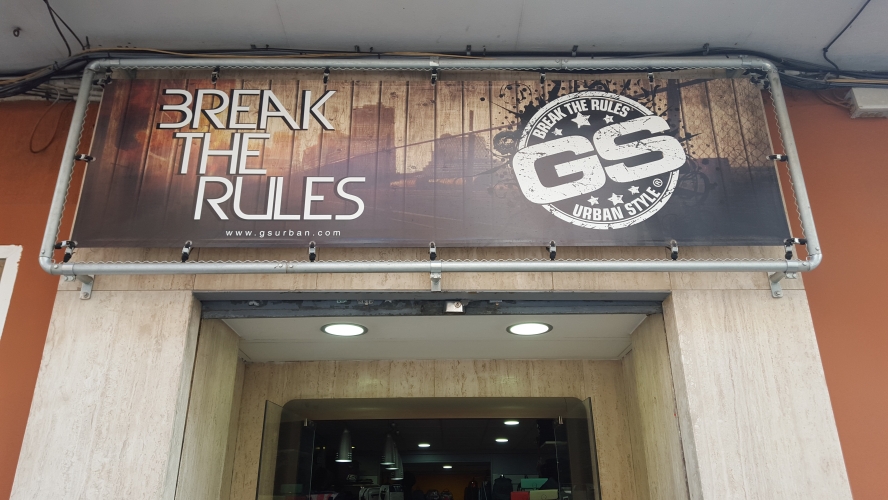 BREAK
THE
RULES
www.gsurban.com
BREAK THE RULES
GS
URBAN STYLE ®